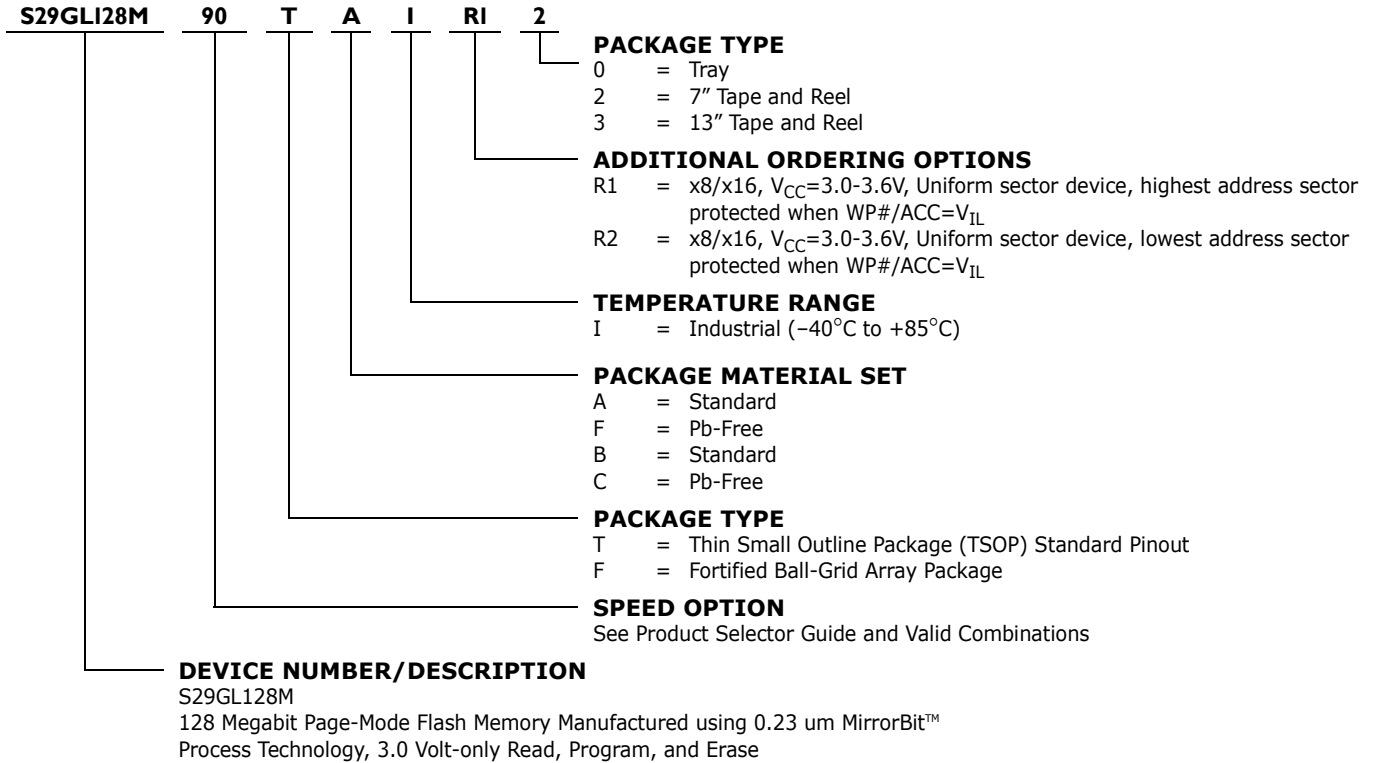 S29GL128M 90 T A I R1 2
PACKAGE TYPE
0 = Tray
2 = 7” Tape and Reel
3 = 13” Tape and Reel
ADDITIONAL ORDERING OPTIONS
R1 = x8/x16, VCC=3.0-3.6V, Uniform sector device, highest address sector
protected when WP#/ACC=VIL
R2 = x8/x16, VCC=3.0-3.6V, Uniform sector device, lowest address sector
protected when WP#/ACC=VIL
TEMPERATURE RANGE
I = Industrial (–40°C to +85°C)
PACKAGE MATERIAL SET
A = Standard
F = Pb-Free
B = Standard
C = Pb-Free
PACKAGE TYPE
T = Thin Small Outline Package (TSOP) Standard Pinout
F = Fortified Ball-Grid Array Package
SPEED OPTION
See Product Selector Guide and Valid Combinations
DEVICE NUMBER/DESCRIPTION
S29GL128M
128 Megabit Page-Mode Flash Memory Manufactured using 0.23 um MirrorBit™
Process Technology, 3.0 Volt-only Read, Program, and Erase